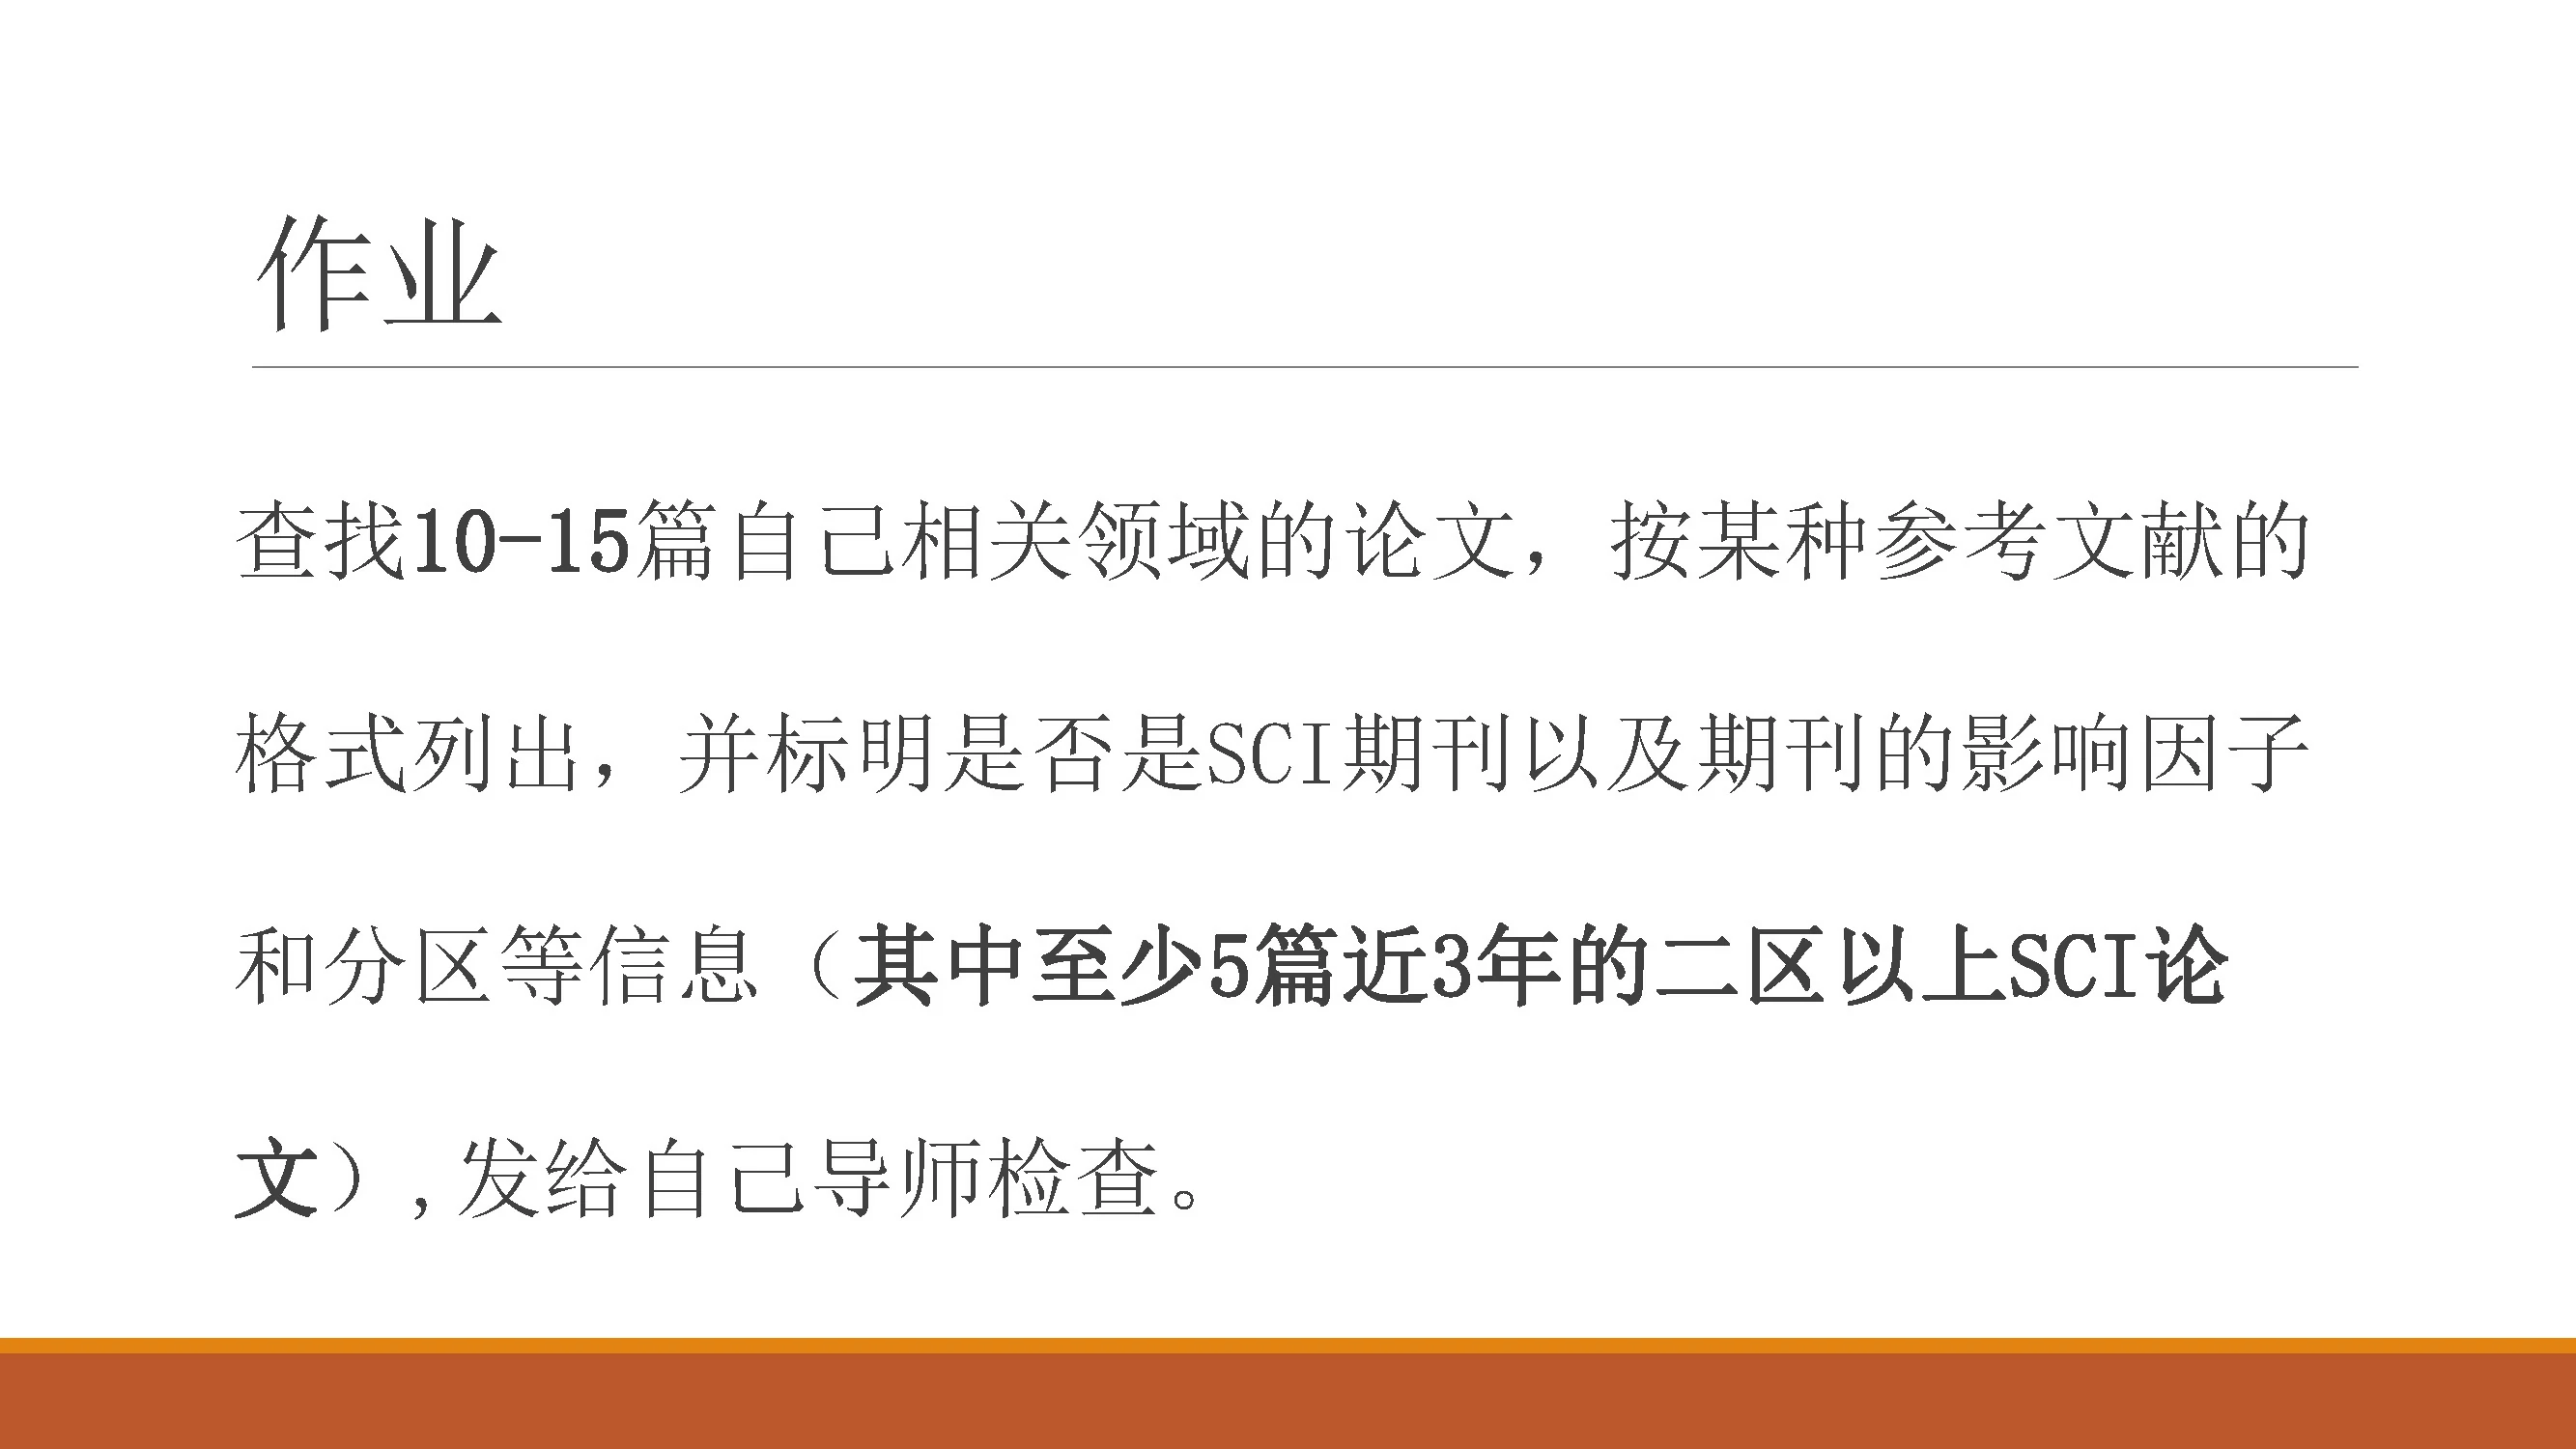 作业
查找10-15篇自己相关领域的论文，按某种参考文献的
格式列出，并标明是否是SCI期刊以及期刊的影响因子
和分区等信息（其中至少5篇近3年的二区以上SCI论
文）,发给自己导师检查。